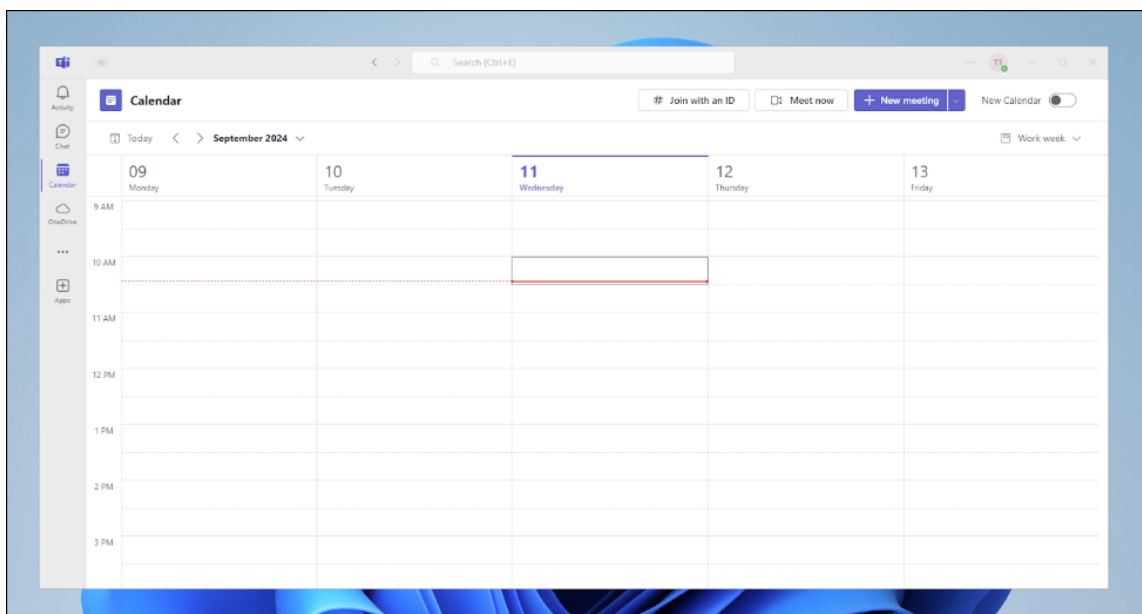 Search (Ctrl+E)
TT
Activity
Chat
Calendar
OneDrive
Apps
Calendar
Join with an ID
Meet now
New meeting
New Calendar
Today
September 2024
Work week
09
Monday
10
Tuesday
11
Wednesday
12
Thursday
13
Friday
9 AM
10 AM
11 AM
12 PM
1 PM
2 PM
3 PM